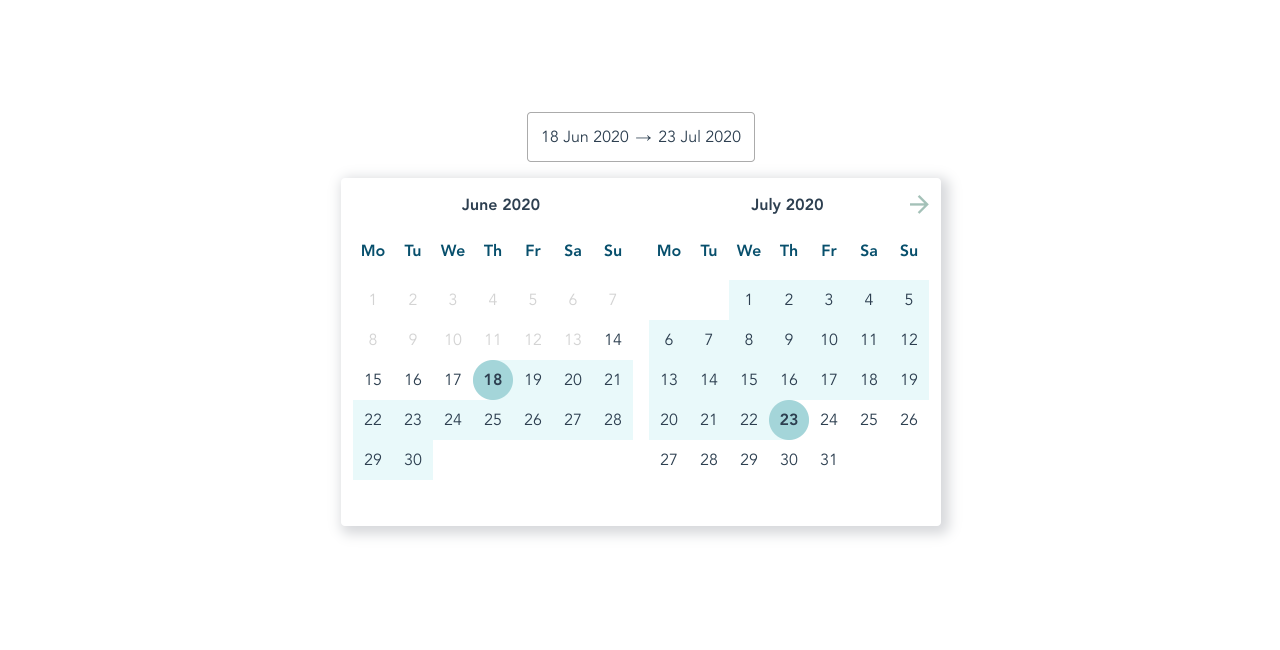 18 Jun 2020 → 23 Jul 2020
June 2020
Mo Tu We Th Fr Sa Su
1 2 3 4 5 6 7
8 9 10 11 12 13 14
15 16 17 18 19 20 21
22 23 24 25 26 27 28
29 30
July 2020
Mo Tu We Th Fr Sa Su
1 2 3 4 5
6 7 8 9 10 11 12
13 14 15 16 17 18 19
20 21 22 23 24 25 26
27 28 29 30 31